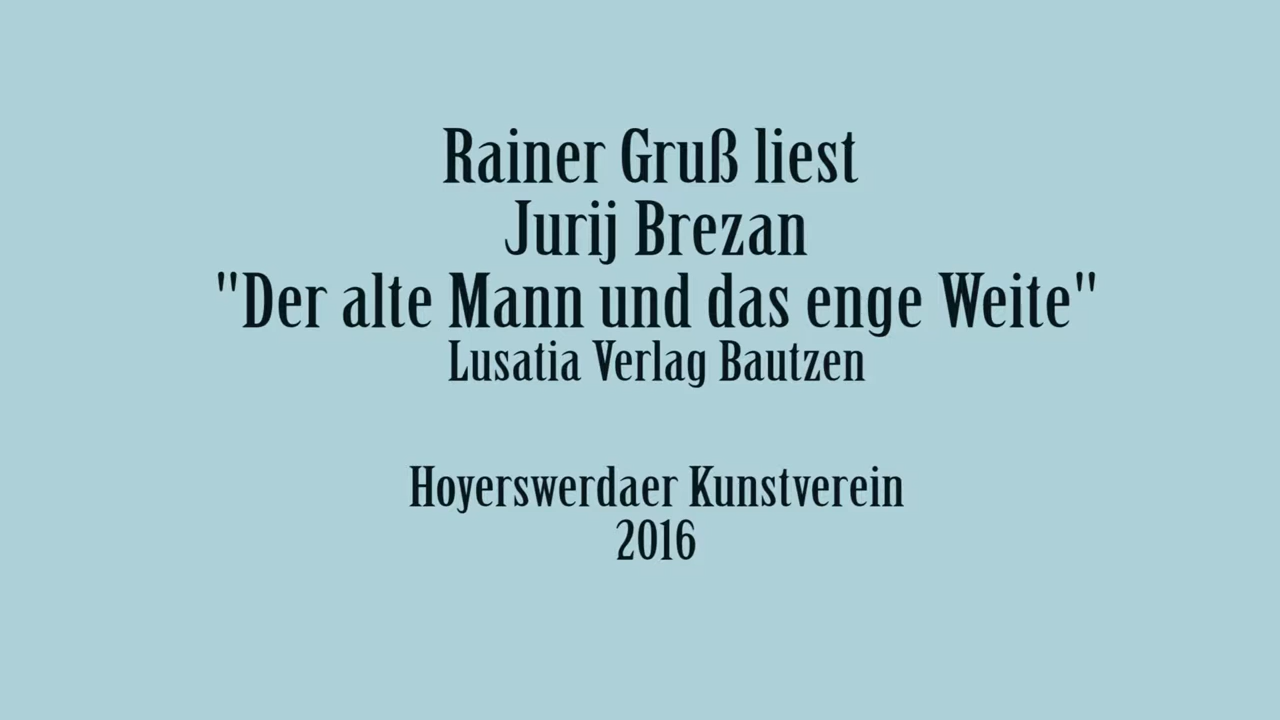 Rainer Gruß liest
Jurij Brezan
"Der alte Mann und das enge Weite"
Lusatia Verlag Bautzen
Hoyerswerdaer Kunstverein
2016